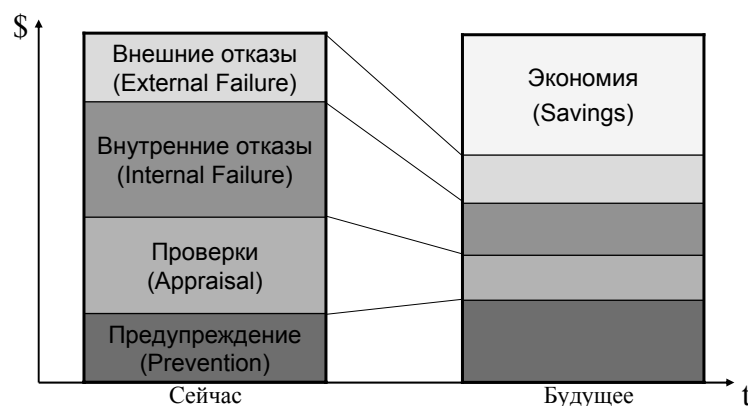 $
Внешние отказы
(External Failure)
Внутренние отказы
(Internal Failure)
Проверки
(Appraisal)
Предупреждение
(Prevention)
Экономия
(Savings)
Сейчас
Будущее
t